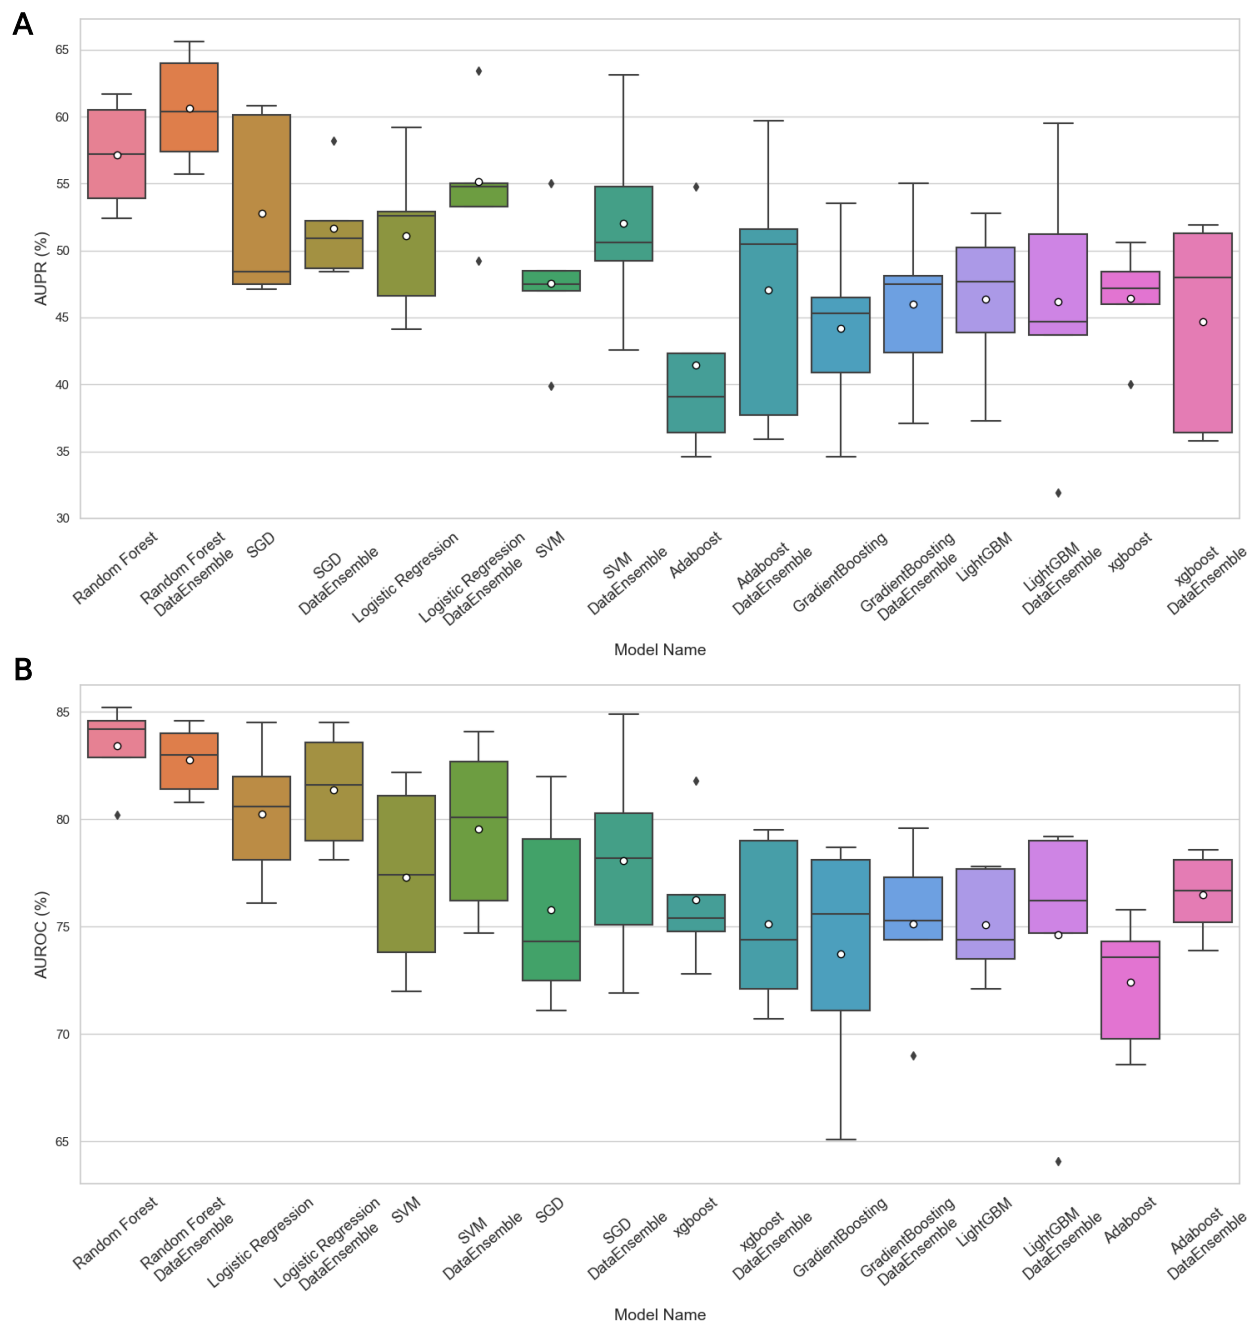 A
65
60
55
50
45
40
35
30
AUPR (%)
Random Forest
Random Forest
DataEnsemble
SGD
SGD
DataEnsemble
Logistic Regression
Logistic Regression
DataEnsemble
SVM
SVM
DataEnsemble
Adaboost
Adaboost
DataEnsemble
GradientBoosting
GradientBoosting
DataEnsemble
LightGBM
LightGBM
DataEnsemble
xgboost
xgboost
DataEnsemble
Model Name
B
85
80
75
70
65
AUROC (%)
Random Forest
Random Forest
DataEnsemble
Logistic Regression
Logistic Regression
DataEnsemble
SVM
SVM
DataEnsemble
SGD
SGD
DataEnsemble
xgboost
xgboost
DataEnsemble
GradientBoosting
GradientBoosting
DataEnsemble
LightGBM
LightGBM
DataEnsemble
Adaboost
Adaboost
DataEnsemble
Model Name